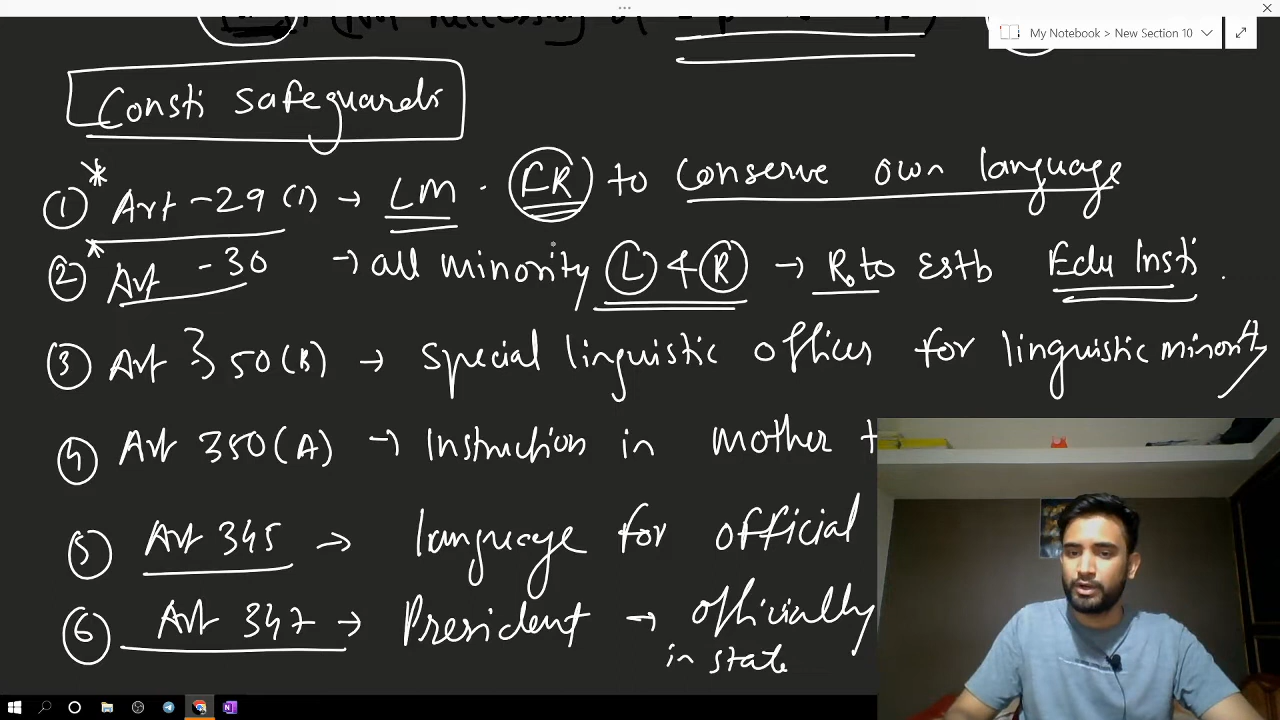 My Notebook > New Section 10
Consti safeguards
① * Art - 29 (1) → LM . FR to conserve own language
② * Art - 30 → all minority L & R → R. to Estb Edu Insti .
③ Art 350(B) → special linguistic officer for linguistic minority
④ Art 350(A) → Instruction in mother t
⑤ Art 345 → language for official
⑥ Art 347 → President → officially
in state